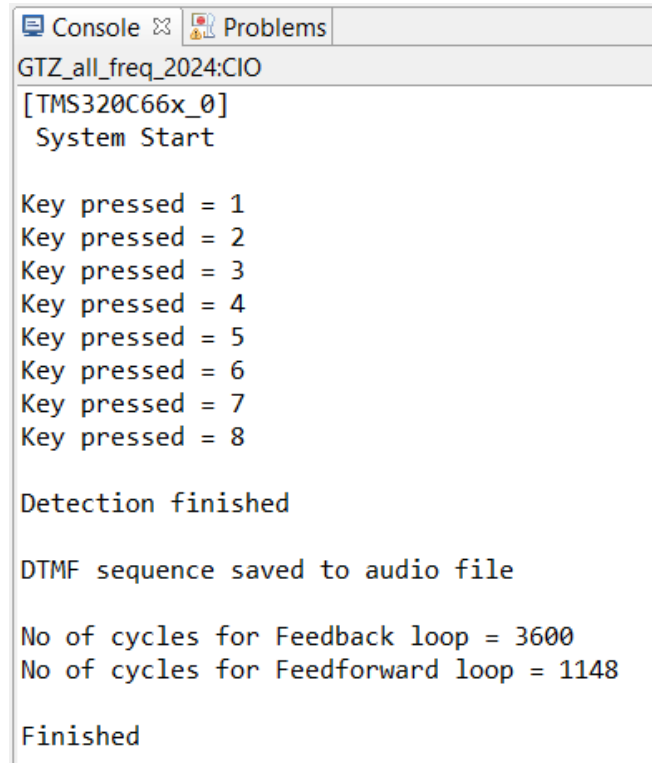 Console Problems
GTZ_all_freq_2024:CIO
[TMS320C66x_0]
System Start
Key pressed = 1
Key pressed = 2
Key pressed = 3
Key pressed = 4
Key pressed = 5
Key pressed = 6
Key pressed = 7
Key pressed = 8
Detection finished
DTMF sequence saved to audio file
No of cycles for Feedback loop = 3600
No of cycles for Feedforward loop = 1148
Finished